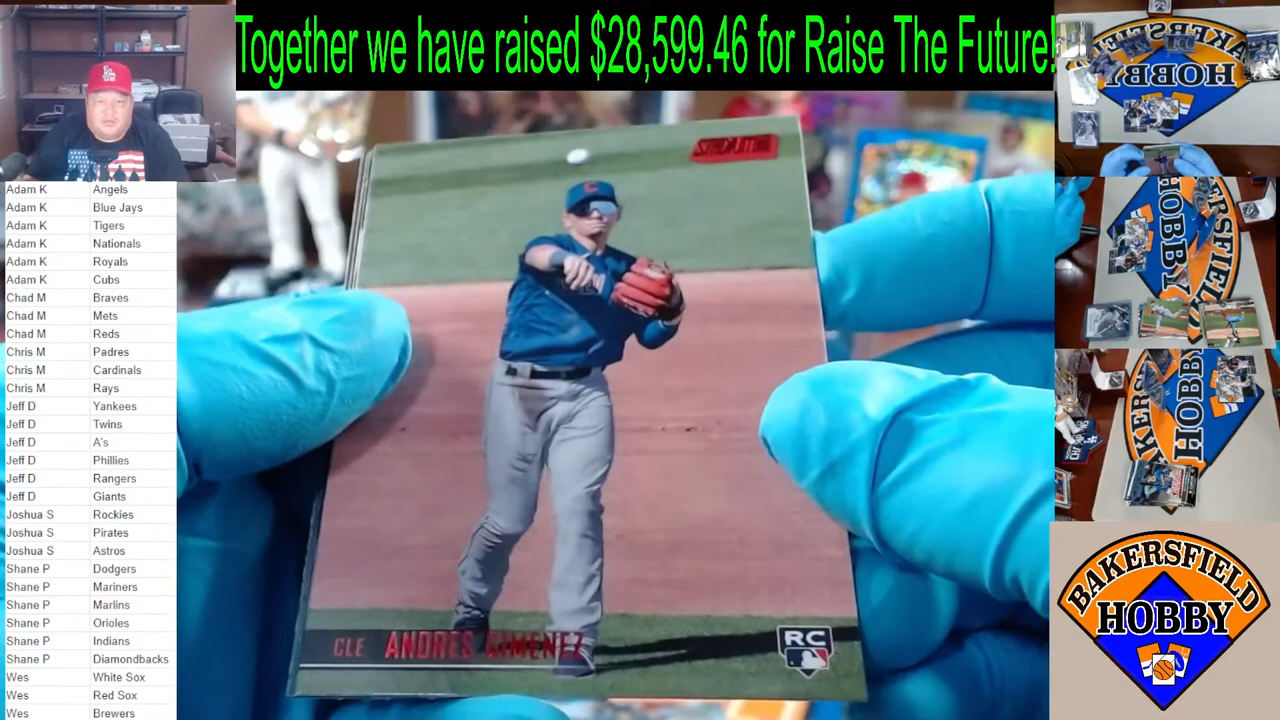 Together we have raised $28,599.46 for Raise The Future!
Adam K Angels
Adam K Blue Jays
Adam K Tigers
Adam K Nationals
Adam K Royals
Adam K Cubs
Chad M Braves
Chad M Mets
Chad M Reds
Chris M Padres
Chris M Cardinals
Chris M Rays
Jeff D Yankees
Jeff D Twins
Jeff D A's
Jeff D Phillies
Jeff D Rangers
Jeff D Giants
Joshua S Rockies
Joshua S Pirates
Joshua S Astros
Shane P Dodgers
Shane P Mariners
Shane P Marlins
Shane P Orioles
Shane P Indians
Shane P Diamondbacks
Wes White Sox
Wes Red Sox
Wes Brewers
C
CLE ANDRES GIMENEZ
RC
HOBBY
HOBBY
HOBBY
BAKERSFIELD
HOBBY